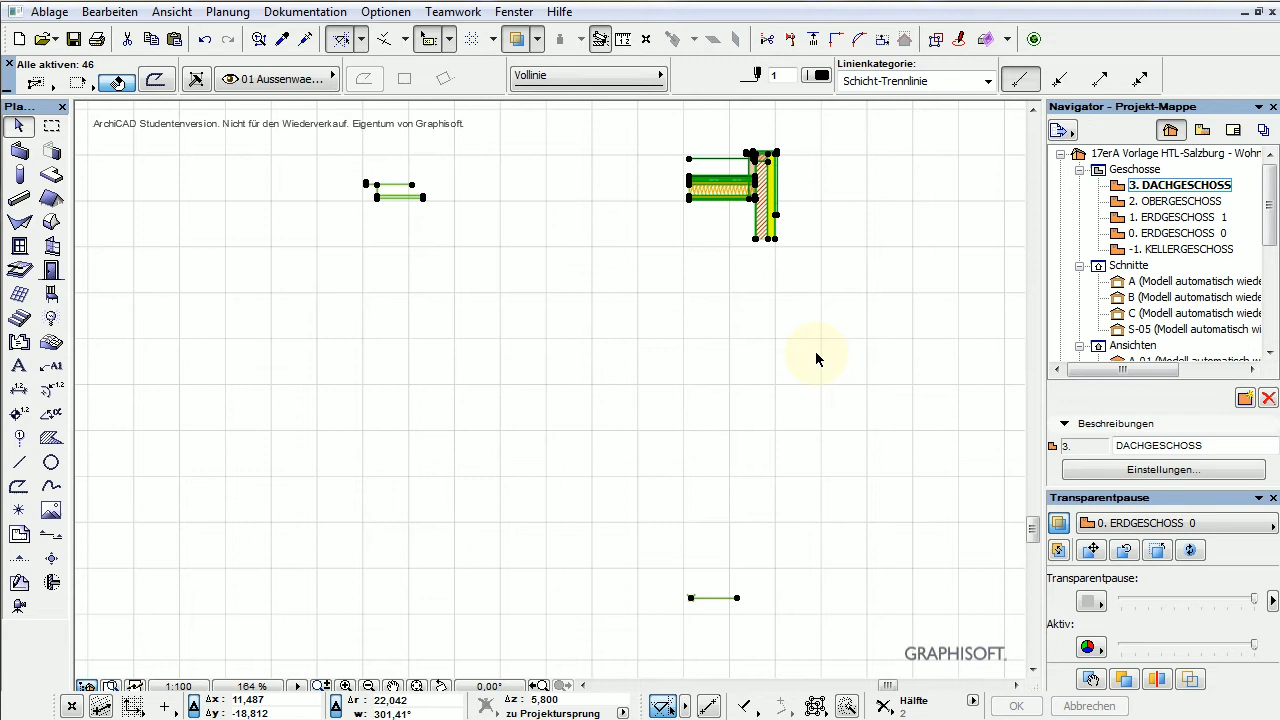 Ablage Bearbeiten Ansicht Planung Dokumentation Optionen Teamwork Fenster Hilfe
Alle aktiven: 46
01 Aussenwae...
Vollinie
1
Linienkategorie:
Schicht-Trennlinie
Pla...
ArchiCAD Studentenversion. Nicht für den Wiederverkauf. Eigentum von Graphisoft.
GRAPHISOFT.
A1
1.2
1:100
164 %
0,00°
Δx: 11,487
Δy: -18,812
Δr: 22,042
w: 301,41°
Δz: 5,800
zu Projektursprung
Hälfte
2
OK
Abbrechen
Navigator - Projekt-Mappe
17erA Vorlage HTL-Salzburg - Wohn
Geschosse
3. DACHGESCHOSS
2. OBERGESCHOSS
1. ERDGESCHOSS 1
0. ERDGESCHOSS 0
-1. KELLERGESCHOSS
Schnitte
A (Modell automatisch wiede
B (Modell automatisch wiede
C (Modell automatisch wiede
S-05 (Modell automatisch wiede
Ansichten
Beschreibungen
3.
DACHGESCHOSS
Einstellungen...
Transparentpause
0. ERDGESCHOSS 0
Transparentpause:
Aktiv: